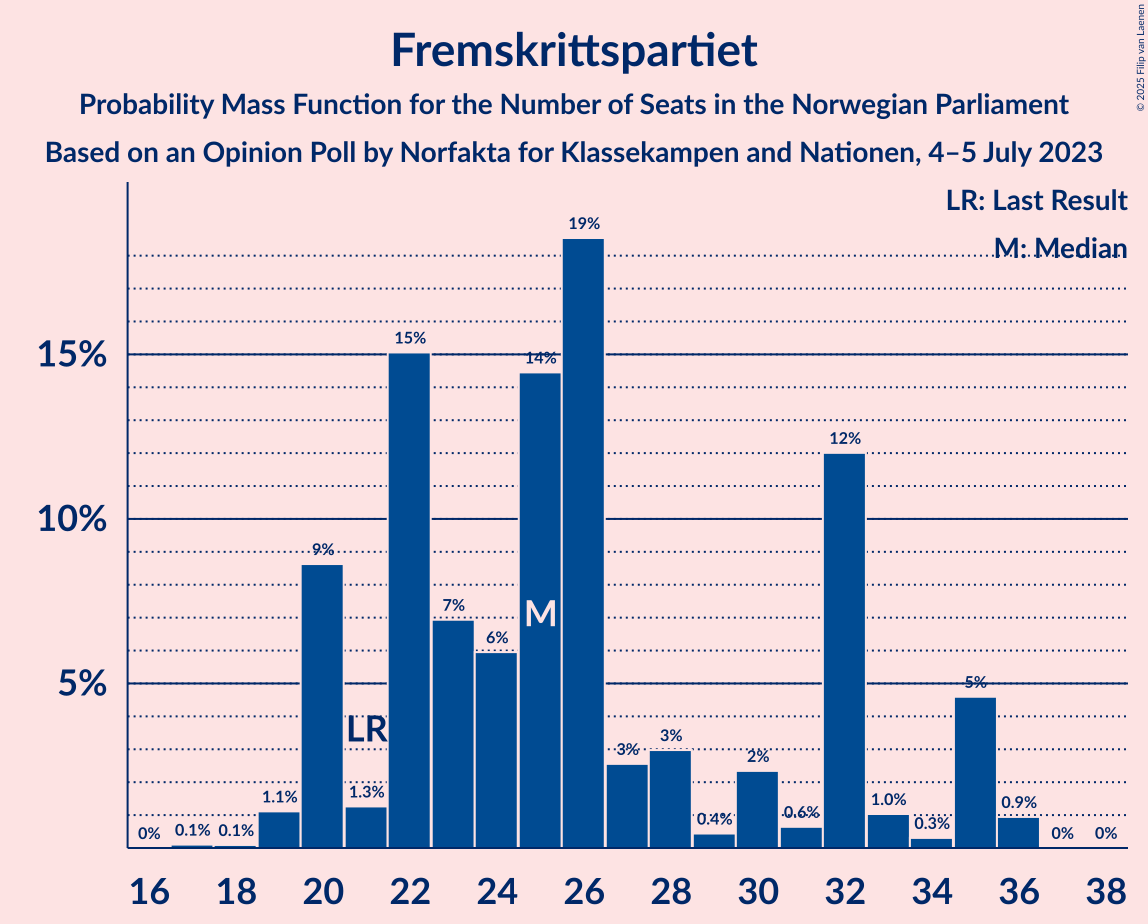 Fremskrittspartiet
Probability Mass Function for the Number of Seats in the Norwegian Parliament
Based on an Opinion Poll by Norfakta for Klassekampen and Nationen, 4–5 July 2023
© 2025 Filip van Laenen
LR: Last Result
M: Median
15%
10%
5%
0%
0.1%
0.1%
1.1%
9%
1.3%
15%
7%
6%
14%
19%
3%
3%
0.4%
2%
0.6%
12%
1.0%
0.3%
5%
0.9%
0%
0%
LR
M
16 18 20 22 24 26 28 30 32 34 36 38